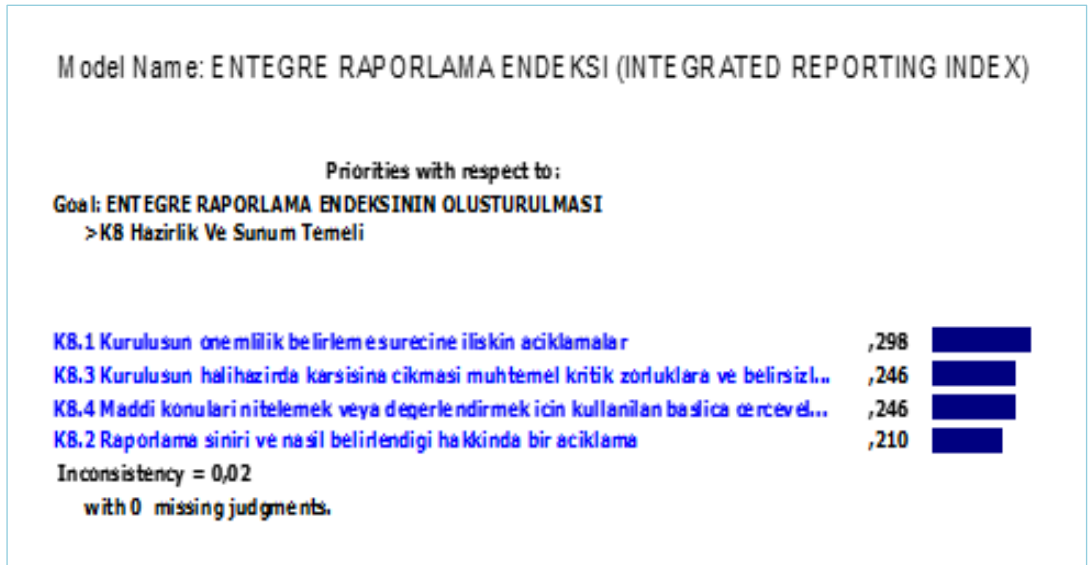 Model Name: ENTEGRE RAPORLAMA ENDEKSI (INTEGRATED REPORTING INDEX)
Priorities with respect to:
Goal: ENTEGRE RAPORLAMA ENDEKSININ OLUSTURULMASI
>K8 Hazirlik Ve Sunum Temeli
K8.1 Kurulusun onemlilik belirleme surecine iliskin aciklamalar ,298
K8.3 Kurulusun halihazirda karsisina cikmasi muhtemel kritik zorluklara ve belirsizl... ,246
K8.4 Maddi konulari nitelemek veya degerlendirmek icin kullanilan baslica cercevel... ,246
K8.2 Raporlama siniri ve nasil belirlendigi hakkinda bir aciklama ,210
Inconsistency = 0,02
with 0 missing judgments.